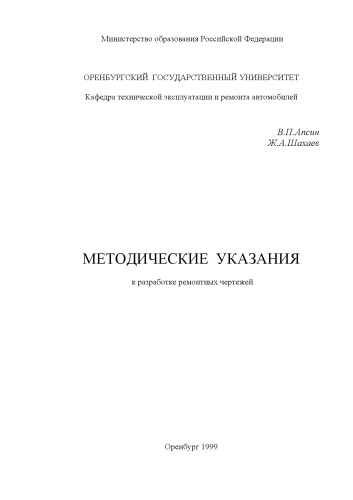 Министерство образования Российской Федерации
ОРЕНБУРГСКИЙ ГОСУДАРСТВЕННЫЙ УНИВЕРСИТЕТ
Кафедра технической эксплуатации и ремонта автомобилей
В.П.Апсин
Ж.А.Шахаев
МЕТОДИЧЕСКИЕ УКАЗАНИЯ
к разработке ремонтных чертежей
Оренбург 1999